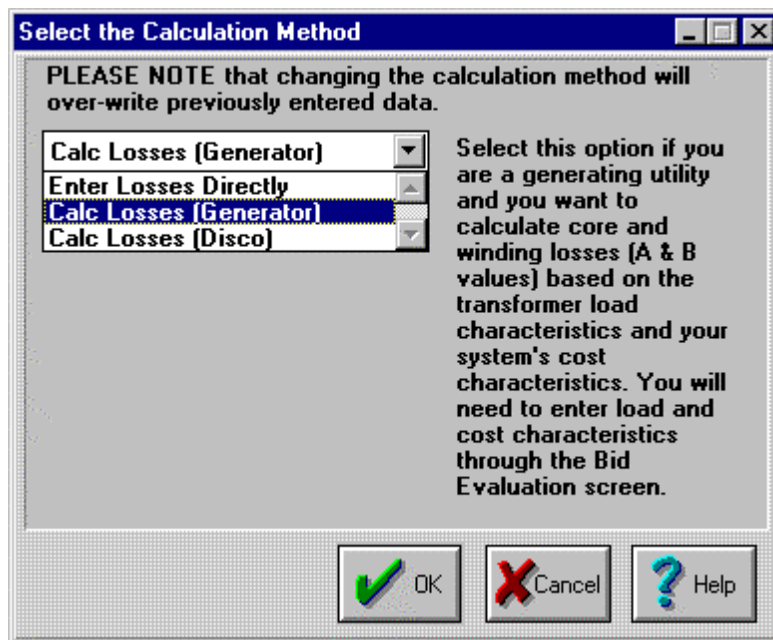 Select the Calculation Method
PLEASE NOTE that changing the calculation method will
over-write previously entered data.
Calc Losses (Generator)
Enter Losses Directly
Calc Losses (Generator)
Calc Losses (Disco)
Select this option if you
are a generating utility
and you want to
calculate core and
winding losses (A & B
values) based on the
transformer load
characteristics and your
system's cost
characteristics. You will
need to enter load and
cost characteristics
through the Bid
Evaluation screen.
OK
Cancel
Help